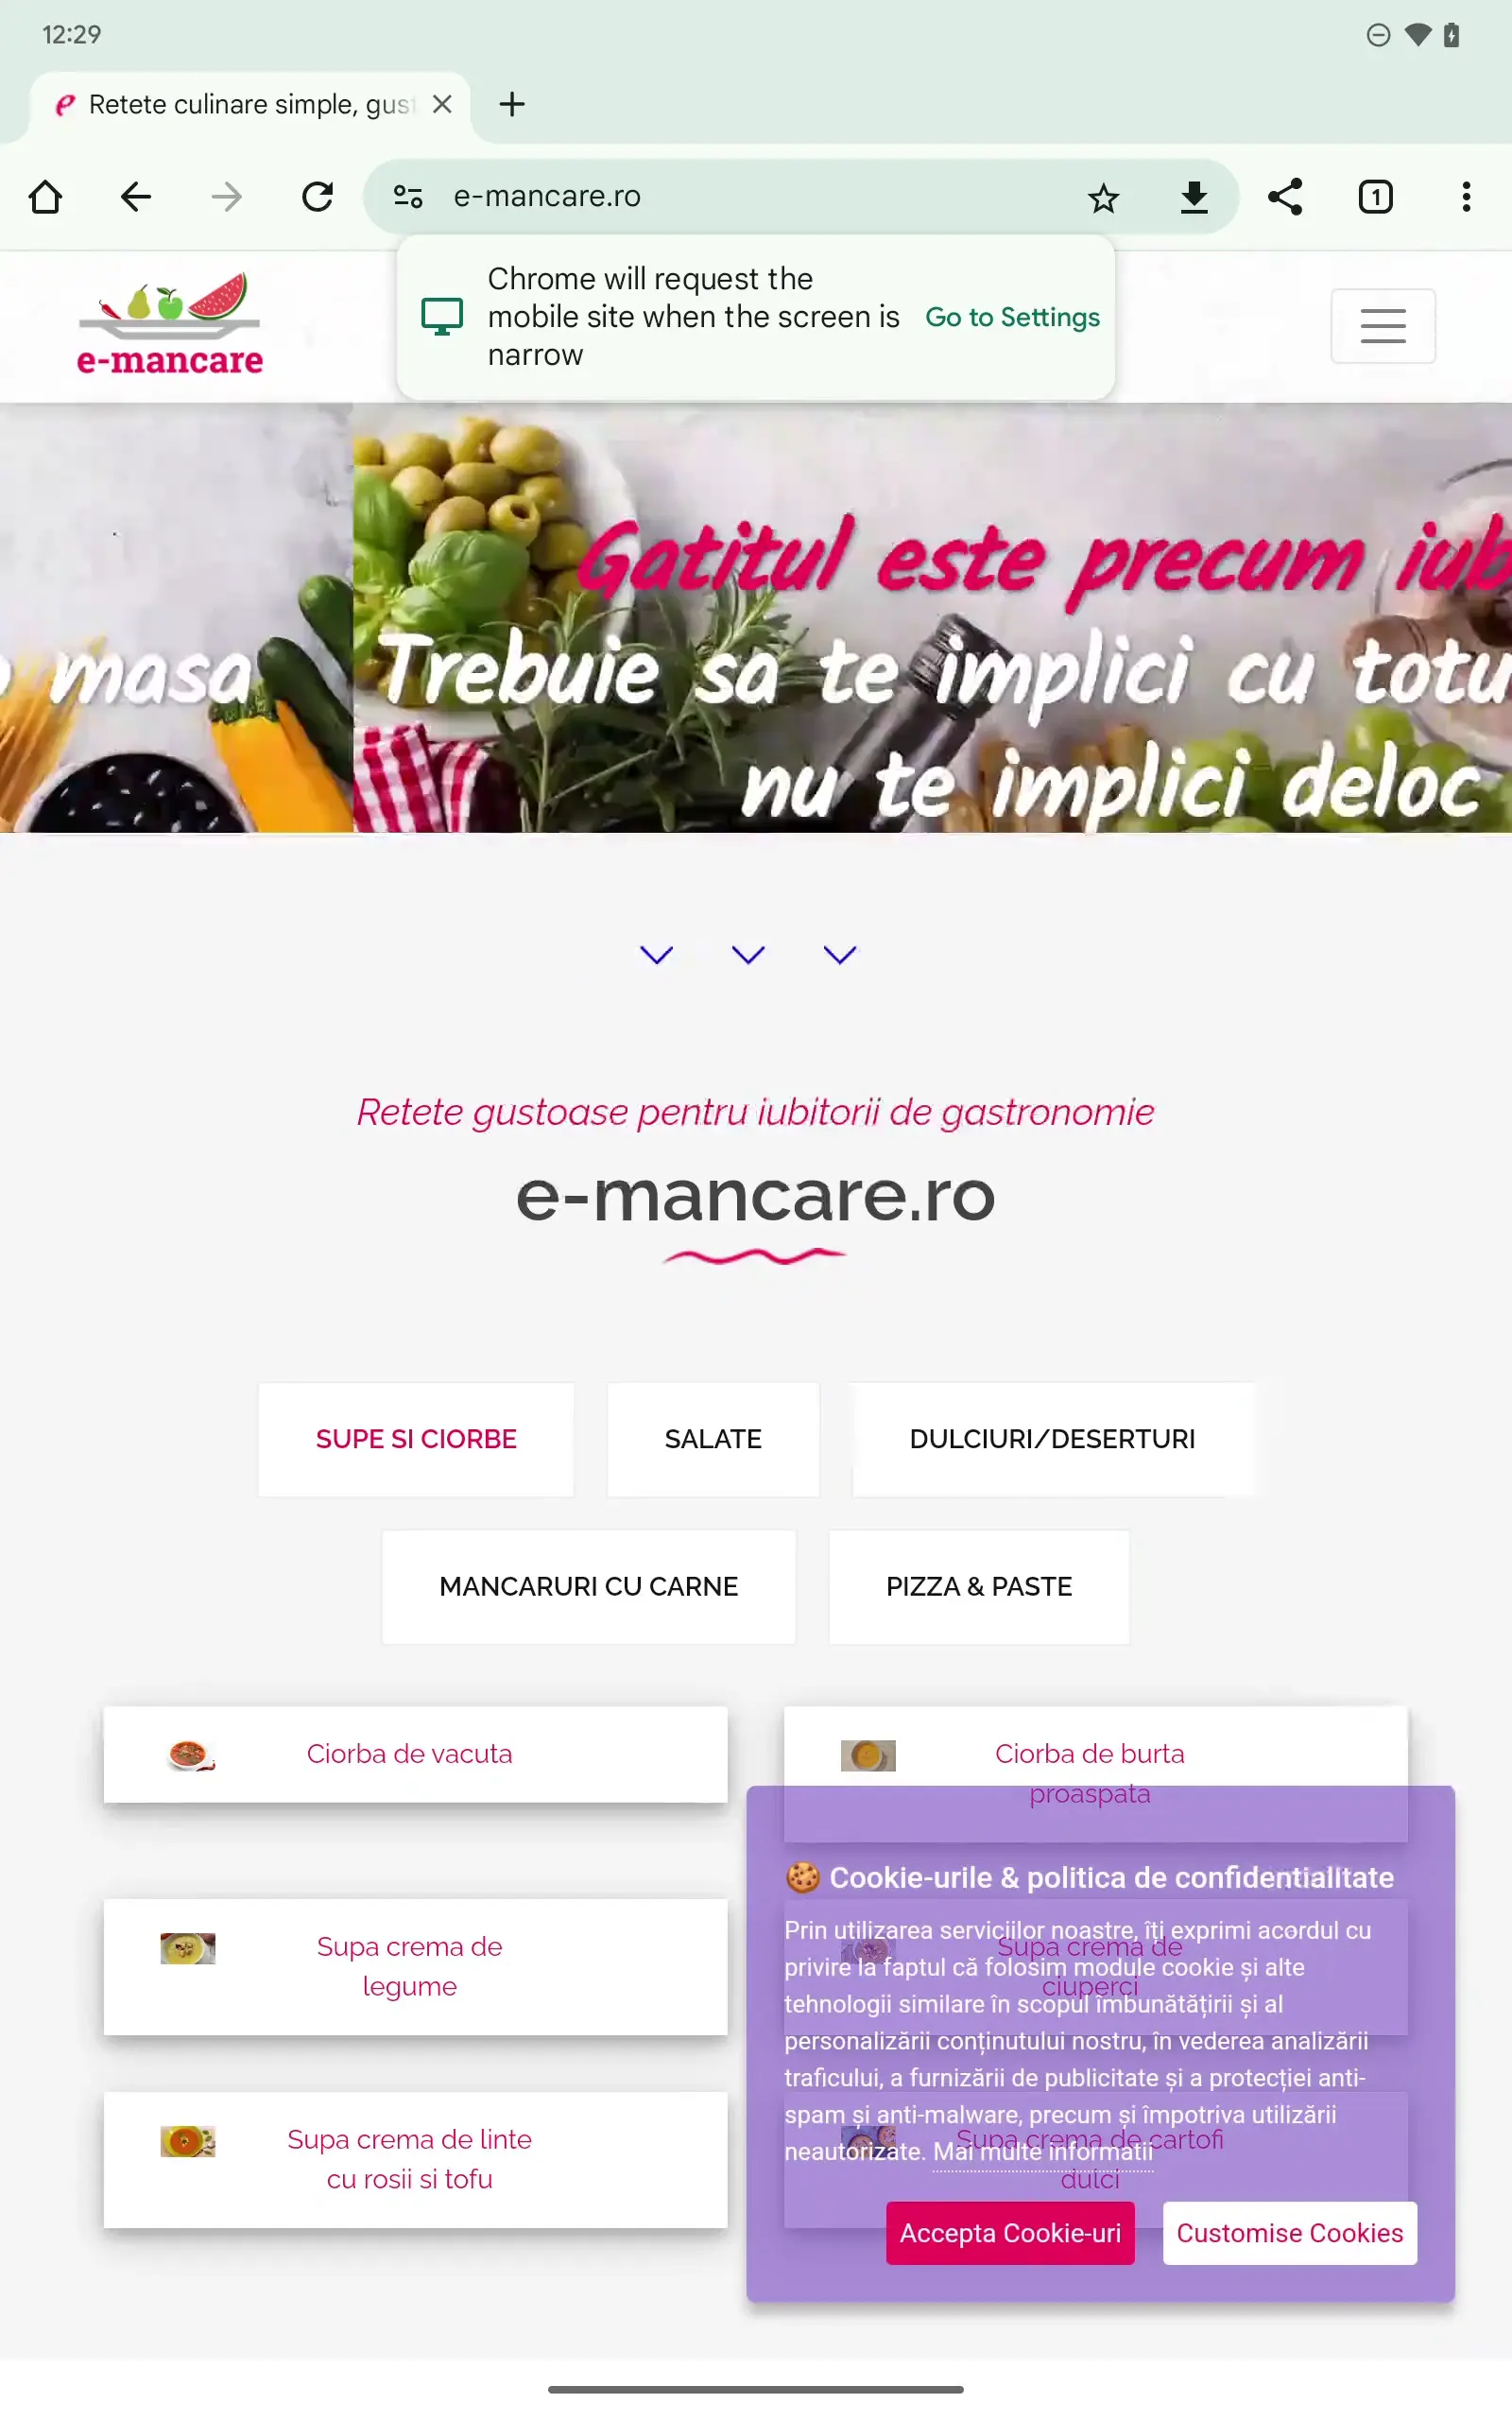 12:29
Retete culinare simple, gust
e-mancare.ro
1
Chrome will request the
mobile site when the screen is
narrow
Go to Settings
e-mancare
masa
Gatitul este precum iub
Trebuie sa te implici cu totu
nu te implici deloc
Retete gustoase pentru iubitorii de gastronomie
e-mancare.ro
SUPE SI CIORBE
SALATE
DULCIURI/DESERTURI
MANCARURI CU CARNE
PIZZA & PASTE
Ciorba de vacuta
Ciorba de burta
proaspata
Supa crema de
legume
Supa crema de
ciuperci
Supa crema de linte
cu rosii si tofu
Supa crema de cartofi
dulci
Cookie-urile & politica de confidentialitate
Prin utilizarea serviciilor noastre, îți exprimi acordul cu
privire la faptul că folosim module cookie și alte
tehnologii similare în scopul îmbunătățirii și al
personalizării conținutului nostru, în vederea analizării
traficului, a furnizării de publicitate și a protecției anti-
spam și anti-malware, precum și împotriva utilizării
neautorizate. Mai multe informatii
Accepta Cookie-uri
Customise Cookies